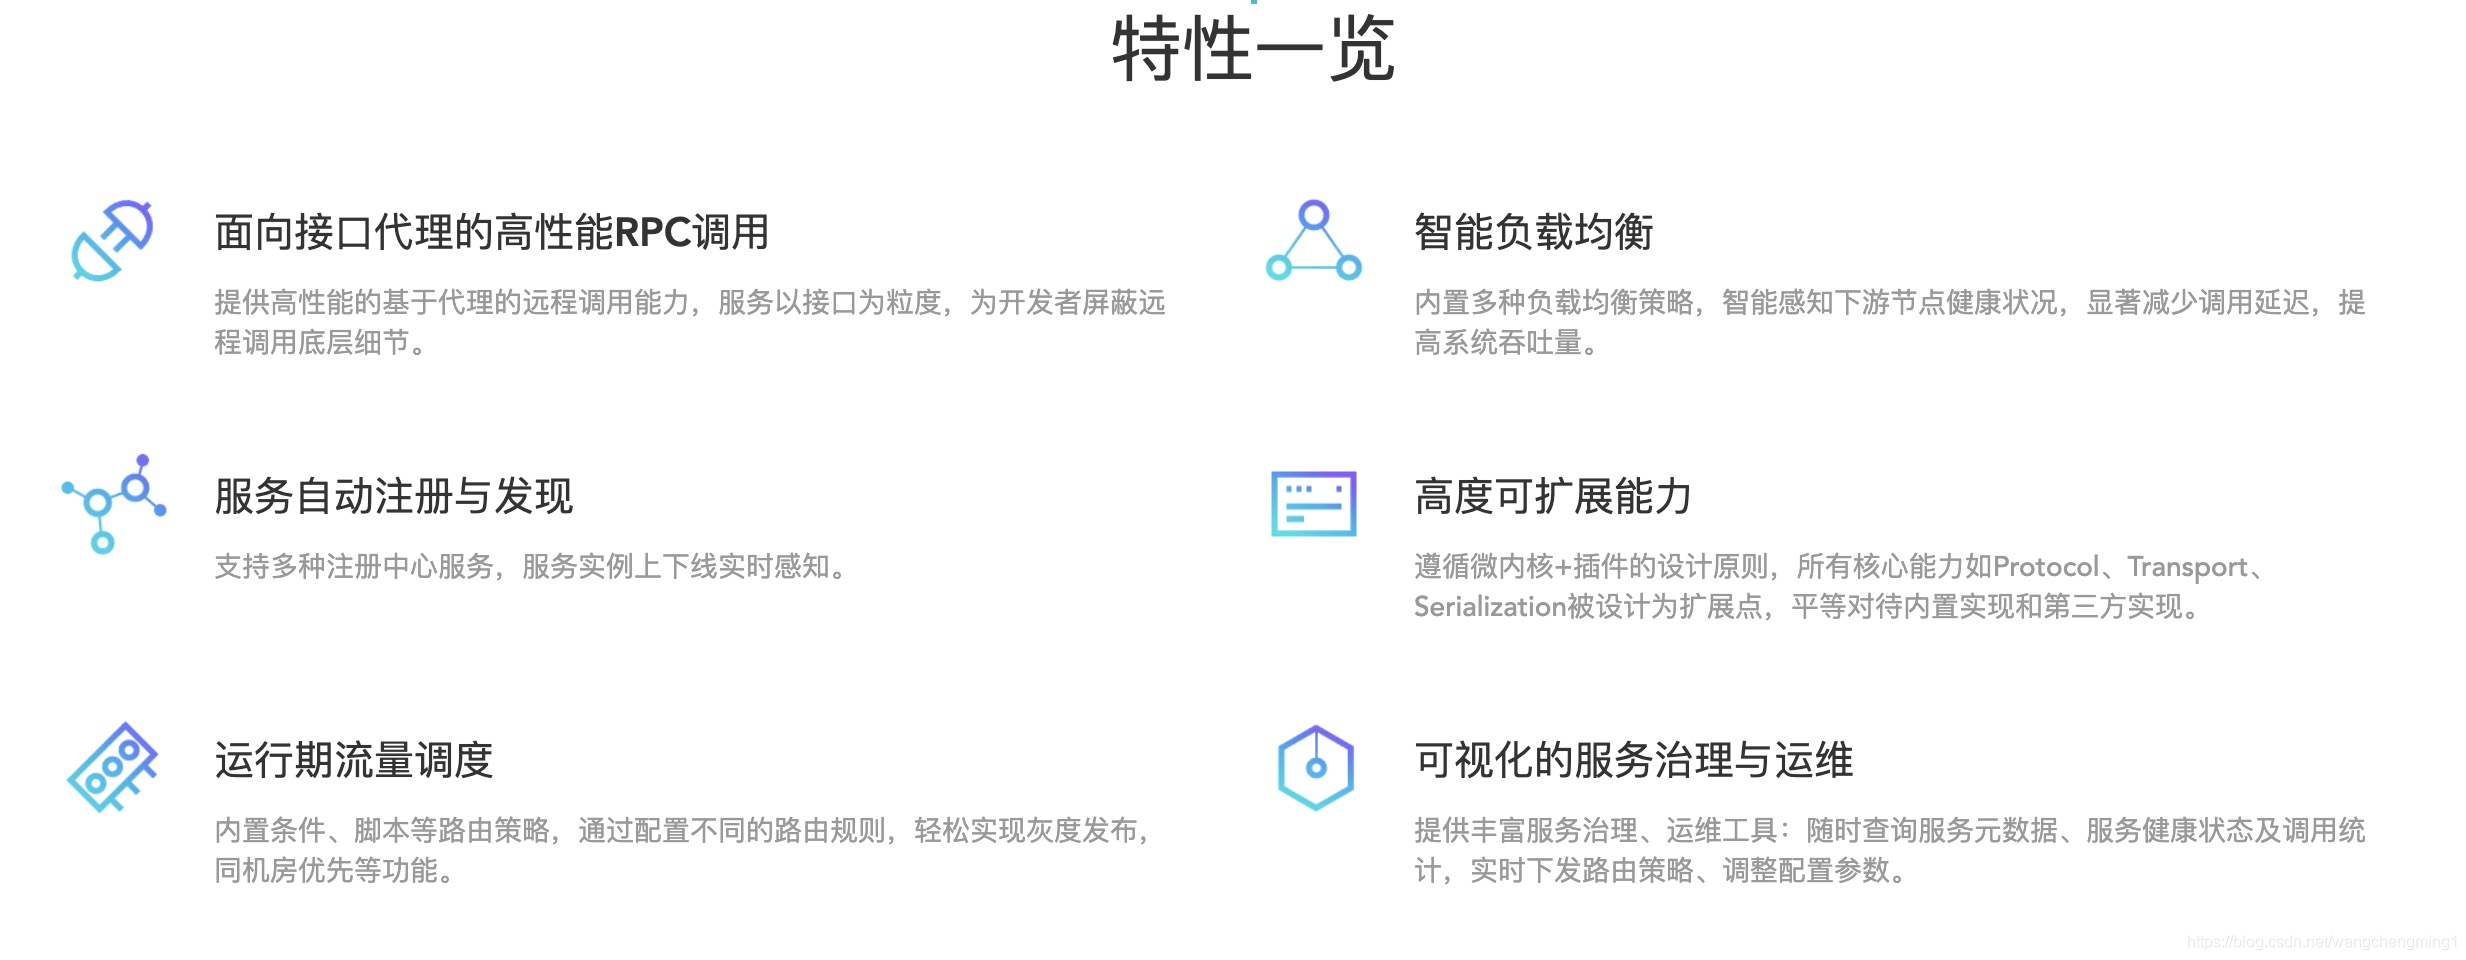 特性一览
面向接口代理的高性能RPC调用
提供高性能的基于代理的远程调用能力，服务以接口为粒度，为开发者屏蔽远
程调用底层细节。
智能负载均衡
内置多种负载均衡策略，智能感知下游节点健康状况，显著减少调用延迟，提
高系统吞吐量。
服务自动注册与发现
支持多种注册中心服务，服务实例上下线实时感知。
高度可扩展能力
遵循微内核+插件的设计原则，所有核心能力如Protocol、Transport、
Serialization被设计为扩展点，平等对待内置实现和第三方实现。
运行期流量调度
内置条件、脚本等路由策略，通过配置不同的路由规则，轻松实现灰度发布，
同机房优先等功能。
可视化的服务治理与运维
提供丰富服务治理、运维工具：随时查询服务元数据、服务健康状态及调用统
计，实时下发路由策略、调整配置参数。
https://blog.csdn.net/wangchengming1